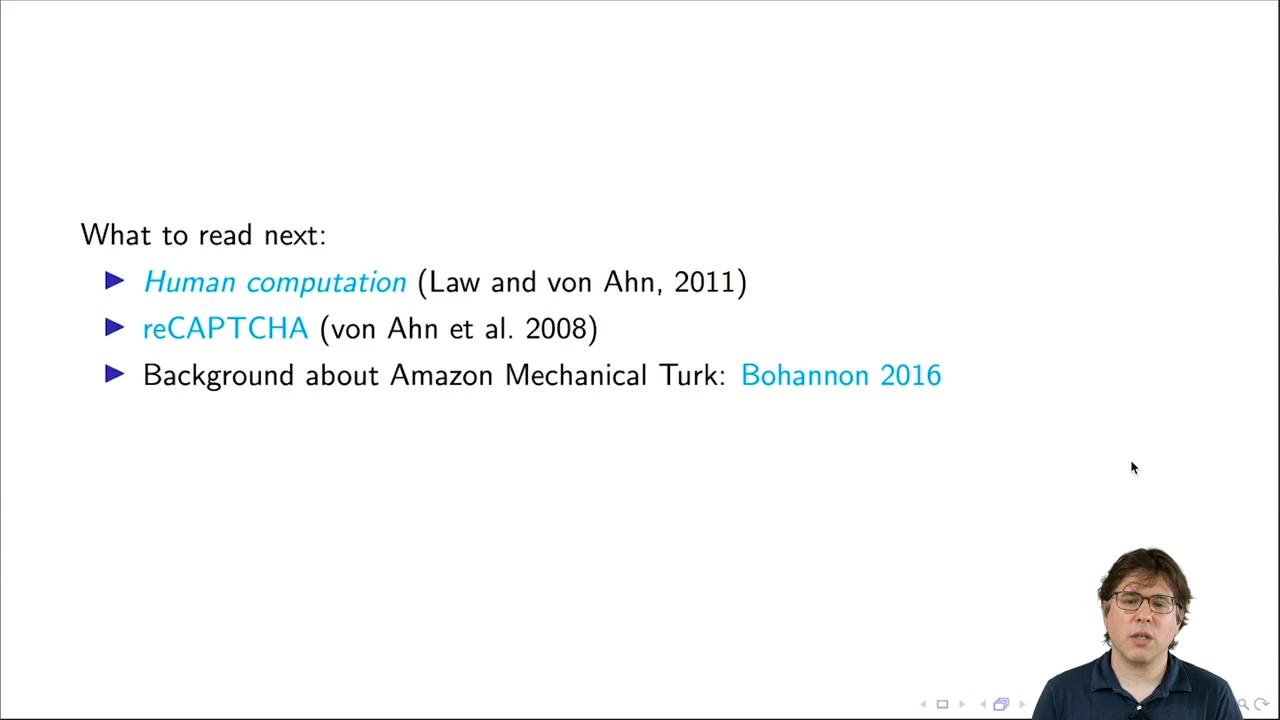 What to read next:
Human computation (Law and von Ahn, 2011)
reCAPTCHA (von Ahn et al. 2008)
Background about Amazon Mechanical Turk: Bohannon 2016